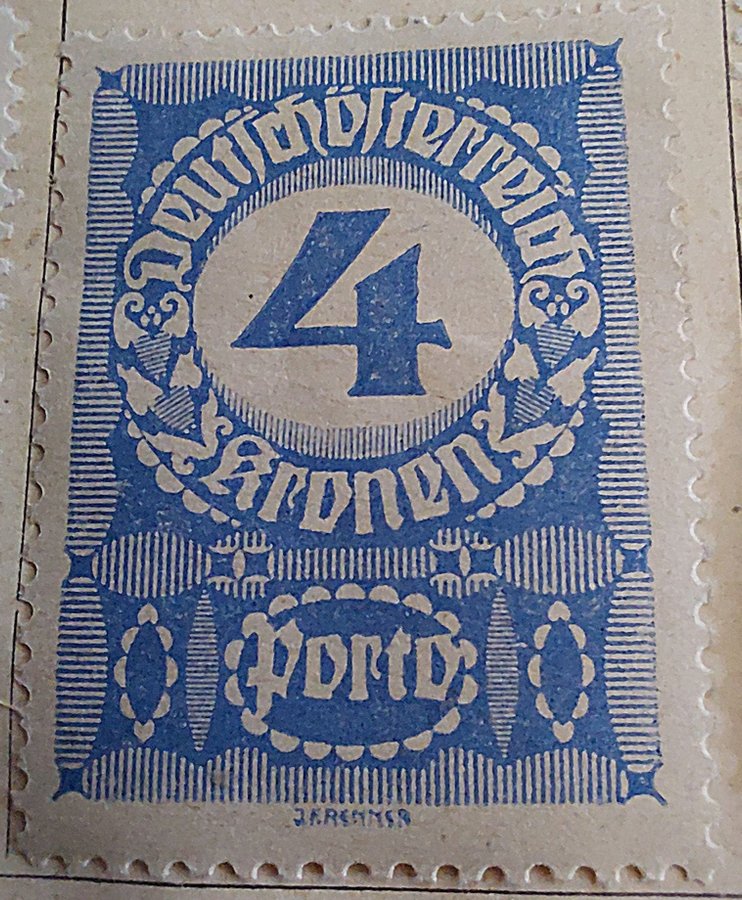 Deutschösterreich
4
Kronen
Porto
J.F.RENNER